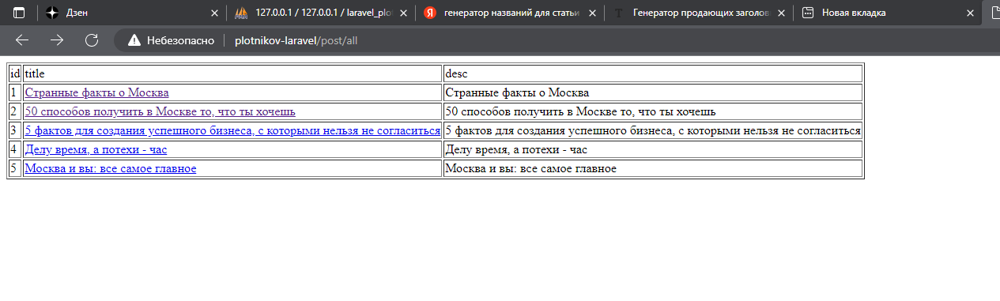 Дзен
127.0.0.1 / 127.0.0.1 / laravel_plo
генератор названий для статьи
Генератор продающих заголов
Новая вкладка
Небезопасно plotnikov-laravel/post/all
id title desc
1 Странные факты о Москва Странные факты о Москва
2 50 способов получить в Москве то, что ты хочешь 50 способов получить в Москве то, что ты хочешь
3 5 фактов для создания успешного бизнеса, с которыми нельзя не согласиться 5 фактов для создания успешного бизнеса, с которыми нельзя не согласиться
4 Делу время, а потехи - час Делу время, а потехи - час
5 Москва и вы: все самое главное Москва и вы: все самое главное